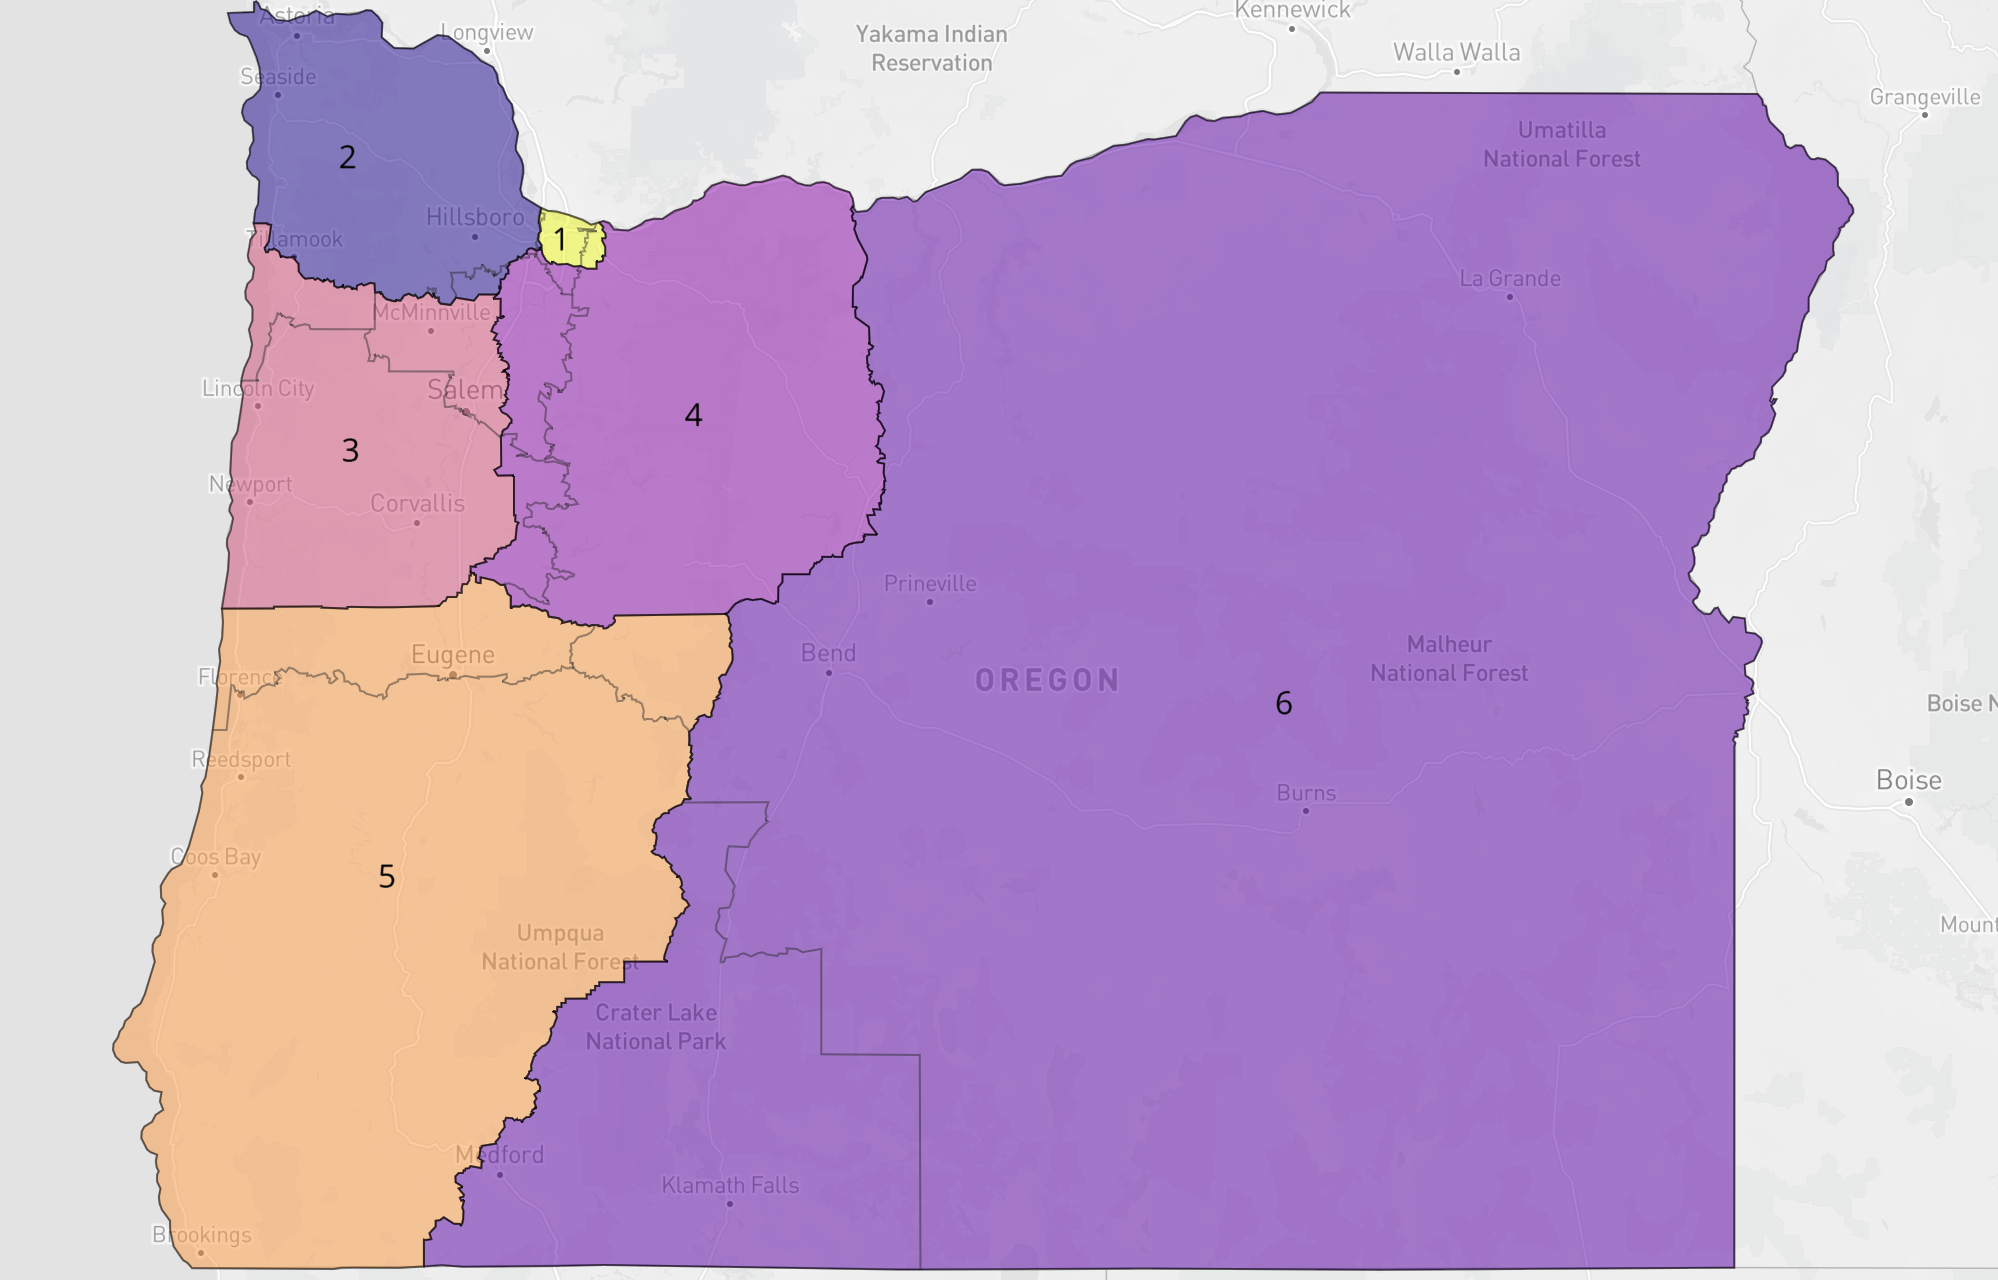 Astoria
Longview
Kennewick
Yakama Indian
Reservation
Walla Walla
Seaside
Grangeville
Umatilla
National Forest
2
Hillsboro
1
Tillamook
La Grande
McMinnville
Lincoln City
Salem
4
3
Newport
Corvallis
Prineville
Malheur
National Forest
Eugene
Bend
OREGON
Florence
6
Boise N
Reedsport
Boise
Burns
Coos Bay
5
Umpqua
National Forest
Mount
Crater Lake
National Park
Medford
Klamath Falls
Brookings